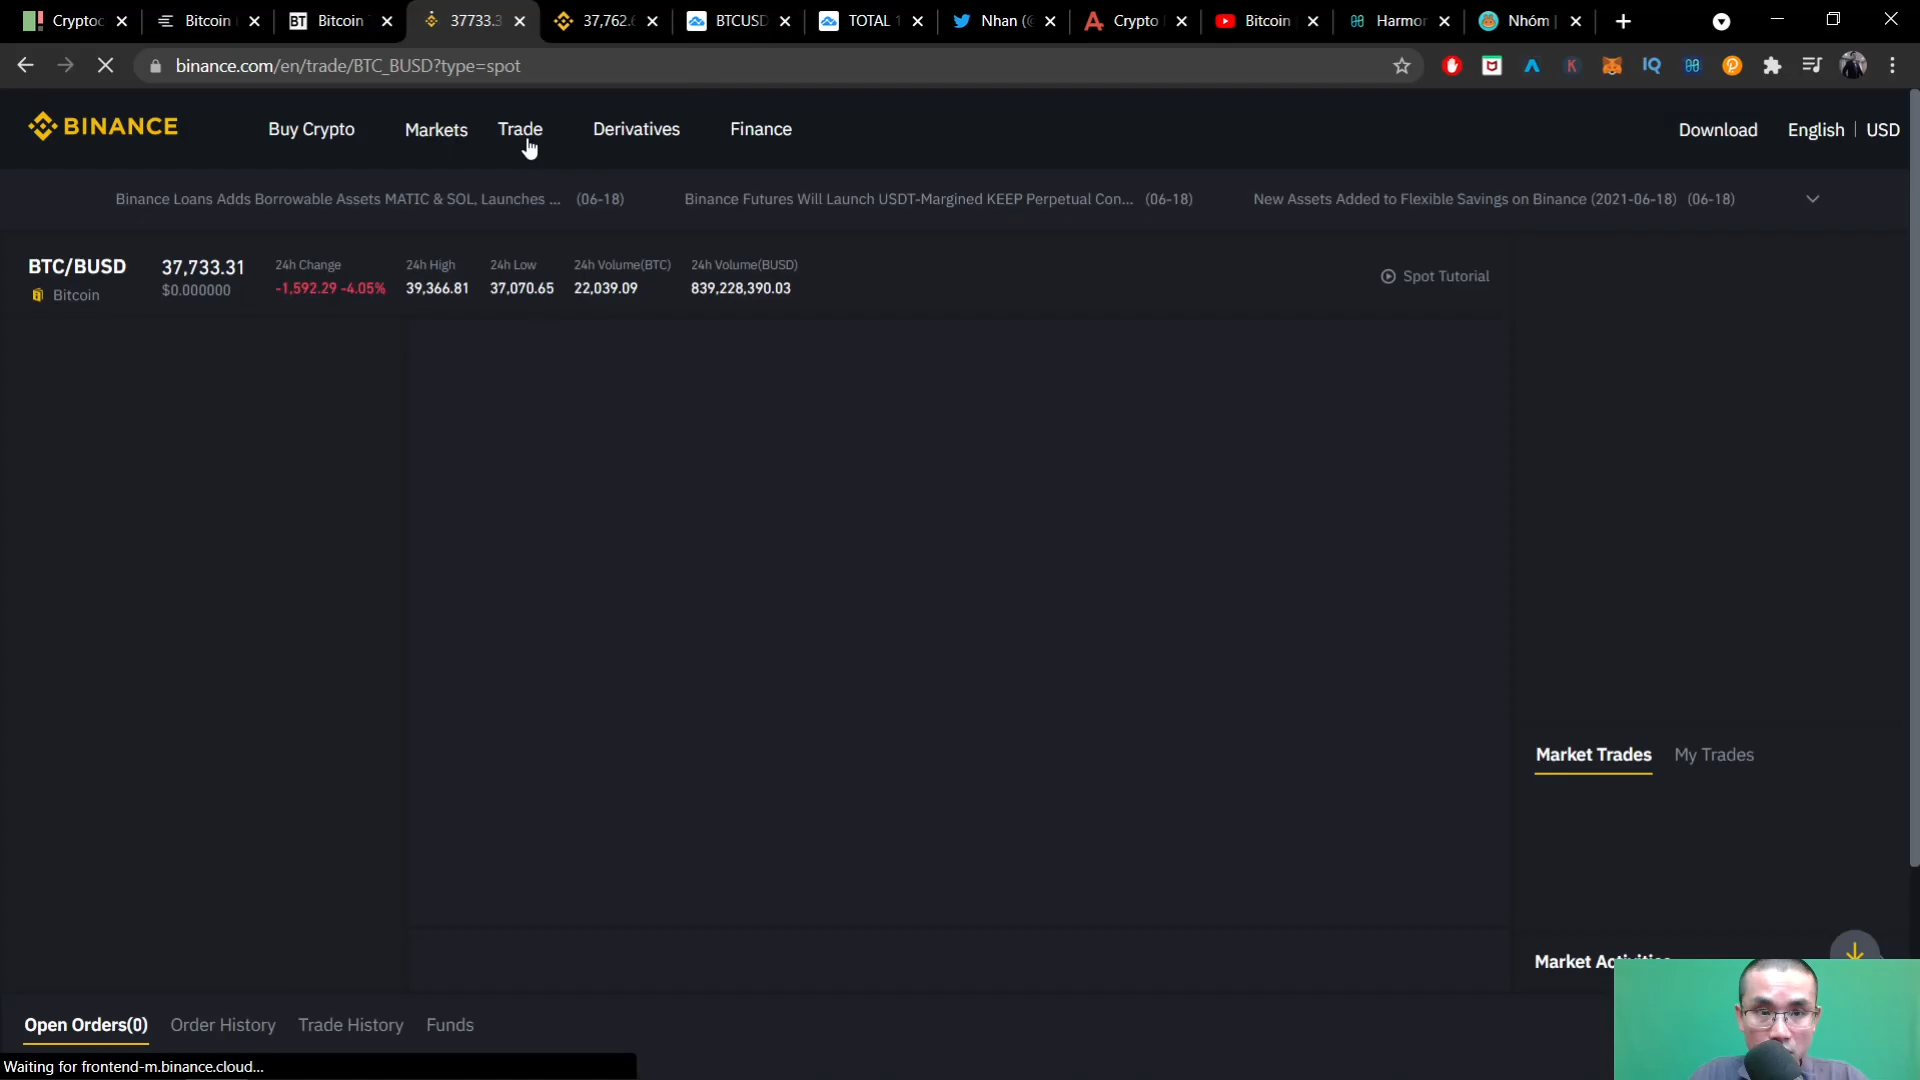 Cryptoc
Bitcoin
BT Bitcoin
37733.3
37,762.6
BTCUSD
TOTAL
Nhan (@
Crypto
Bitcoin
Harmon
Nhóm
binance.com/en/trade/BTC_BUSD?type=spot
IQ
BINANCE
Buy Crypto Markets Trade Derivatives Finance
Download English USD
Binance Loans Adds Borrowable Assets MATIC & SOL, Launches ... (06-18)
Binance Futures Will Launch USDT-Margined KEEP Perpetual Con... (06-18)
New Assets Added to Flexible Savings on Binance (2021-06-18) (06-18)
BTC/BUSD
Bitcoin
37,733.31
$0.000000
24h Change
-1,592.29 -4.05%
24h High
39,366.81
24h Low
37,070.65
24h Volume(BTC)
22,039.09
24h Volume(BUSD)
839,228,390.03
Spot Tutorial
Market Trades My Trades
Market Activities
Open Orders(0) Order History Trade History Funds
Waiting for frontend-m.binance.cloud...